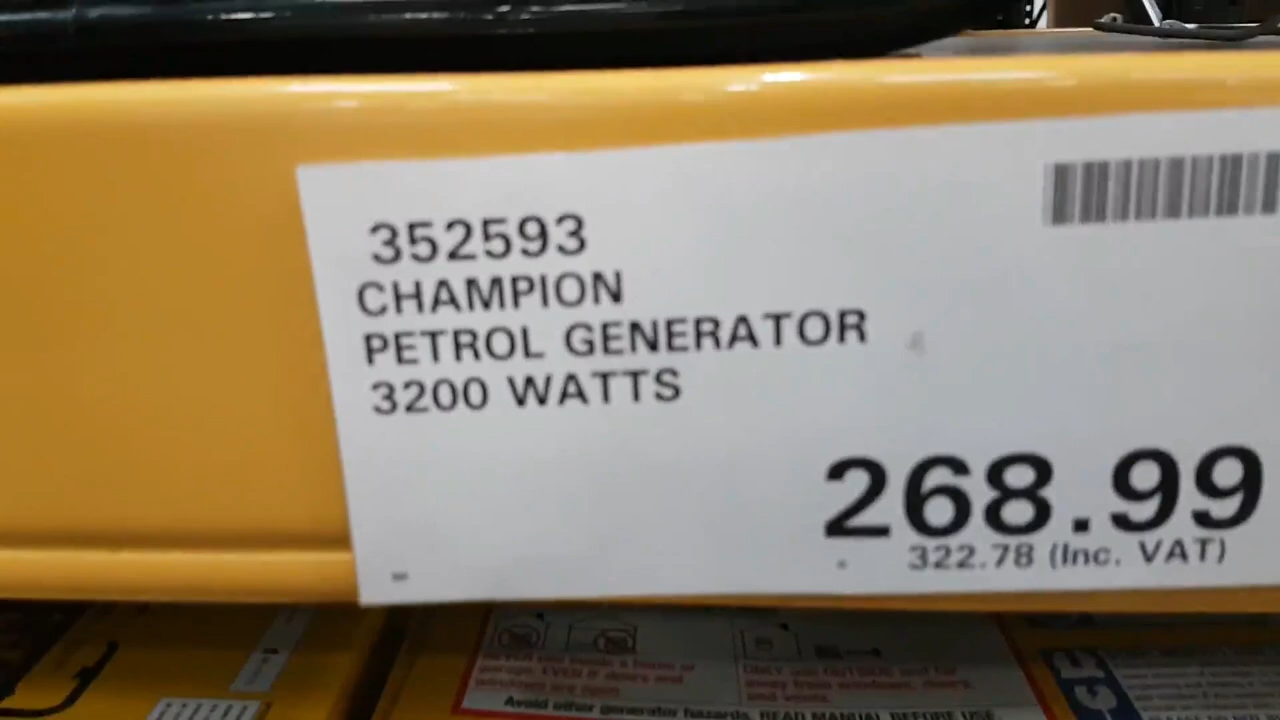 352593
CHAMPION
PETROL GENERATOR
3200 WATTS
268.99
322.78 (Inc. VAT)
Avoid other generator hazards. READ MANUAL BEFORE USE.